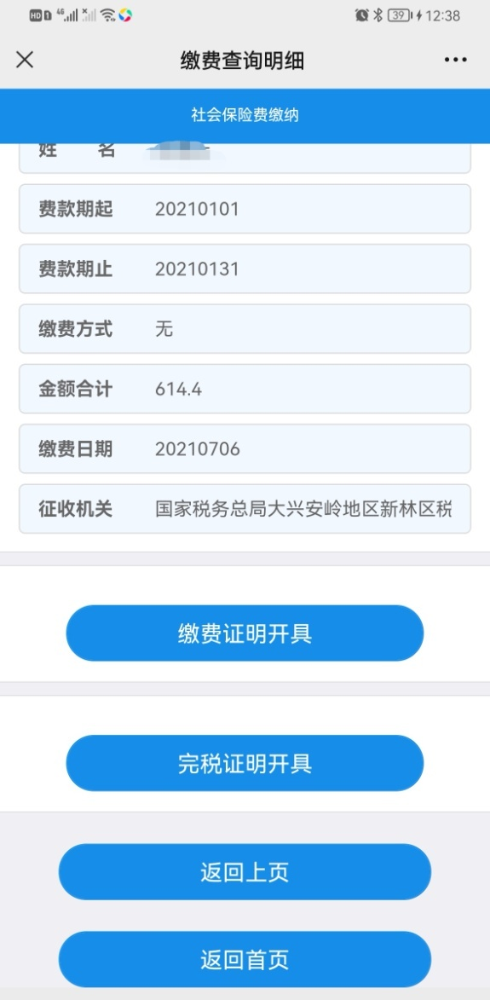 HD 1 4G 39 12:38
缴费查询明细
社会保险费缴纳
姓 名
费款期起 20210101
费款期止 20210131
缴费方式 无
金额合计 614.4
缴费日期 20210706
征收机关 国家税务总局大兴安岭地区新林区税
缴费证明开具
完税证明开具
返回上页
返回首页